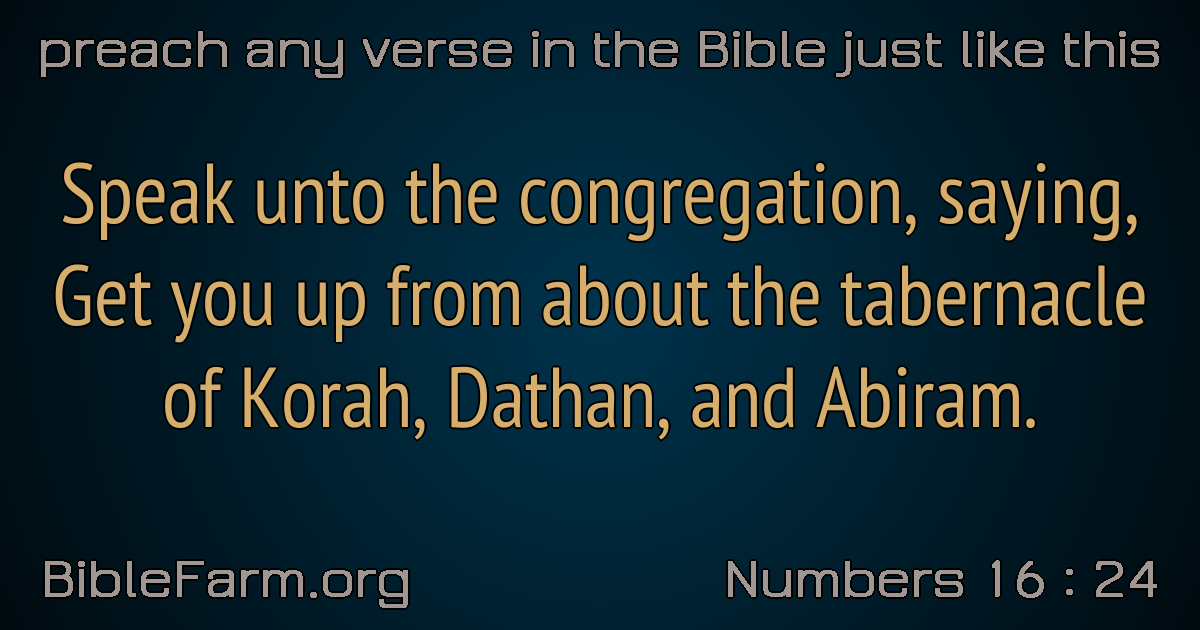 preach any verse in the Bible just like this
Speak unto the congregation, saying,
Get you up from about the tabernacle
of Korah, Dathan, and Abiram.
BibleFarm.org
Numbers 16 : 24